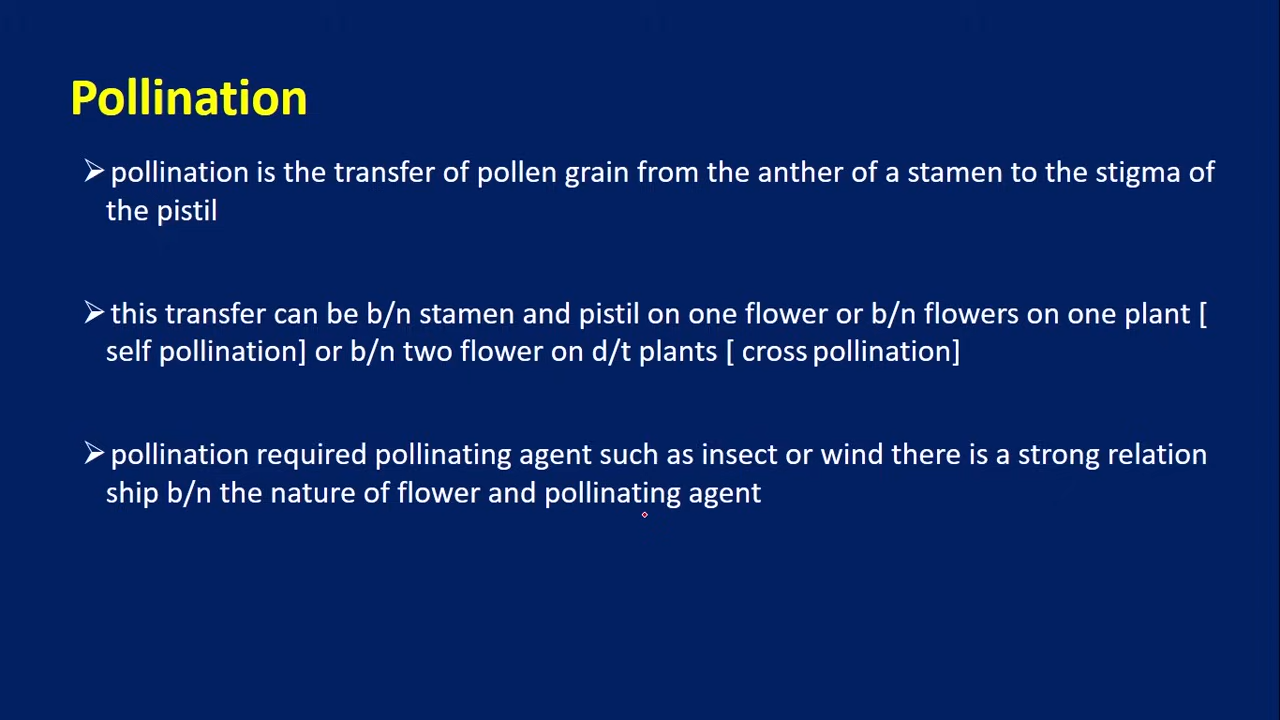 Pollination
➢pollination is the transfer of pollen grain from the anther of a stamen to the stigma of
the pistil
➢this transfer can be b/n stamen and pistil on one flower or b/n flowers on one plant [
self pollination] or b/n two flower on d/t plants [ cross pollination]
➢pollination required pollinating agent such as insect or wind there is a strong relation
ship b/n the nature of flower and pollinating agent